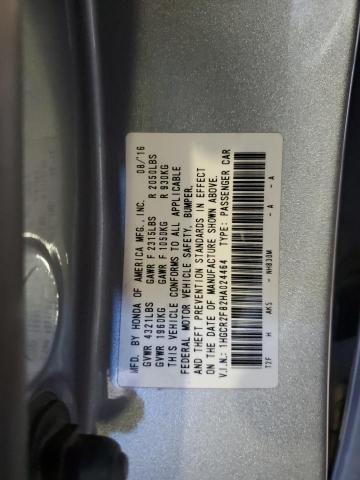 MFD. BY HONDA OF AMERICA MFG., INC. 08/'16
GVWR 4321LBS GAWR F 2315LBS R 2050LBS
GVWR 1960KG GAWR F 1050KG R 930KG
THIS VEHICLE CONFORMS TO ALL APPLICABLE
FEDERAL MOTOR VEHICLE SAFETY, BUMPER,
AND THEFT PREVENTION STANDARDS IN EFFECT
ON THE DATE OF MANUFACTURE SHOWN ABOVE.
V.I.N.: 1HGCR2F62HA024464 TYPE: PASSENGER CAR
T2F H AK5 - NH830M - A - A